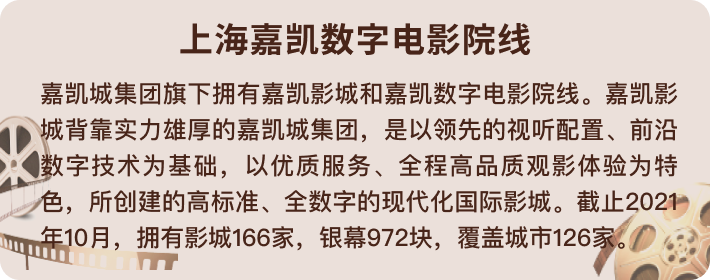 上海嘉凯数字电影院线
嘉凯城集团旗下拥有嘉凯影城和嘉凯数字电影院线。嘉凯影
城背靠实力雄厚的嘉凯城集团，是以领先的视听配置、前沿
数字技术为基础，以优质服务、全程高品质观影体验为特
色，所创建的高标准、全数字的现代化国际影城。截止2021
年10月，拥有影城166家，银幕972块，覆盖城市126家。